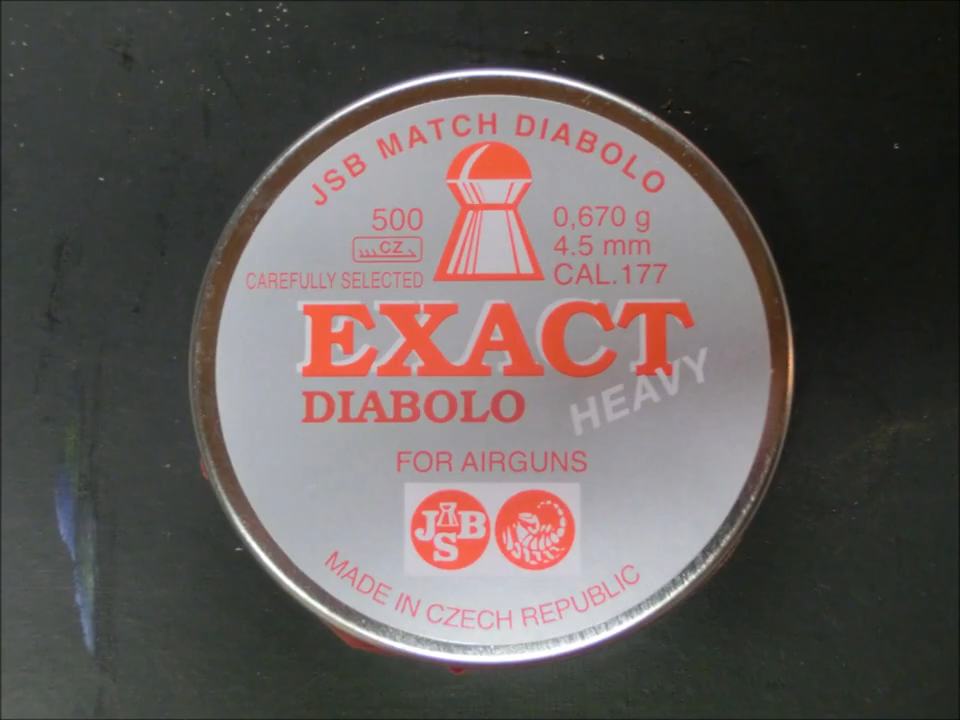 JSB MATCH DIABOLO
500
CZ
CAREFULLY SELECTED
0,670 g
4.5 mm
CAL.177
EXACT
HEAVY
DIABOLO
FOR AIRGUNS
JSB
MADE IN CZECH REPUBLIC